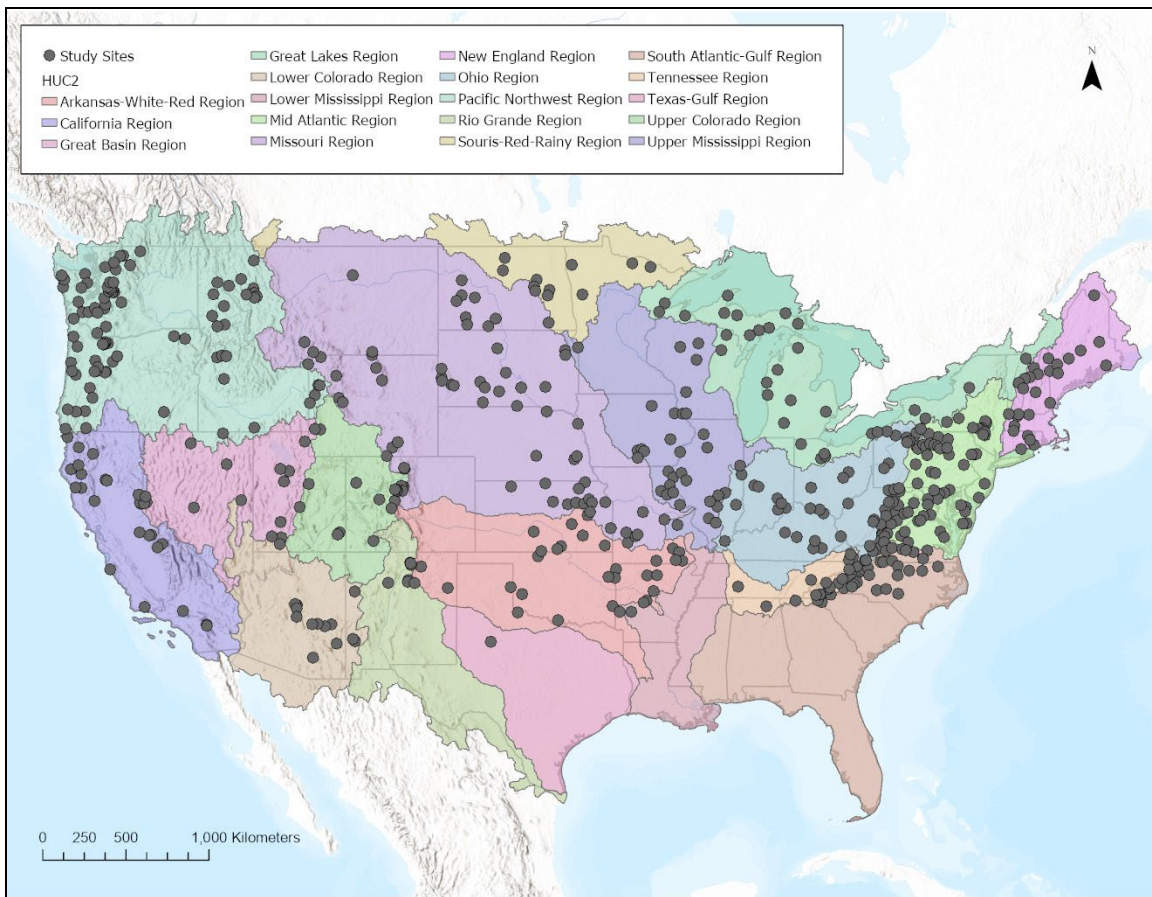 Study Sites
HUC2
Arkansas-White-Red Region
California Region
Great Basin Region
Great Lakes Region
Lower Colorado Region
Lower Mississippi Region
Mid Atlantic Region
Missouri Region
New England Region
Ohio Region
Pacific Northwest Region
Rio Grande Region
Souris-Red-Rainy Region
South Atlantic-Gulf Region
Tennessee Region
Texas-Gulf Region
Upper Colorado Region
Upper Mississippi Region
N
0 250 500 1,000 Kilometers